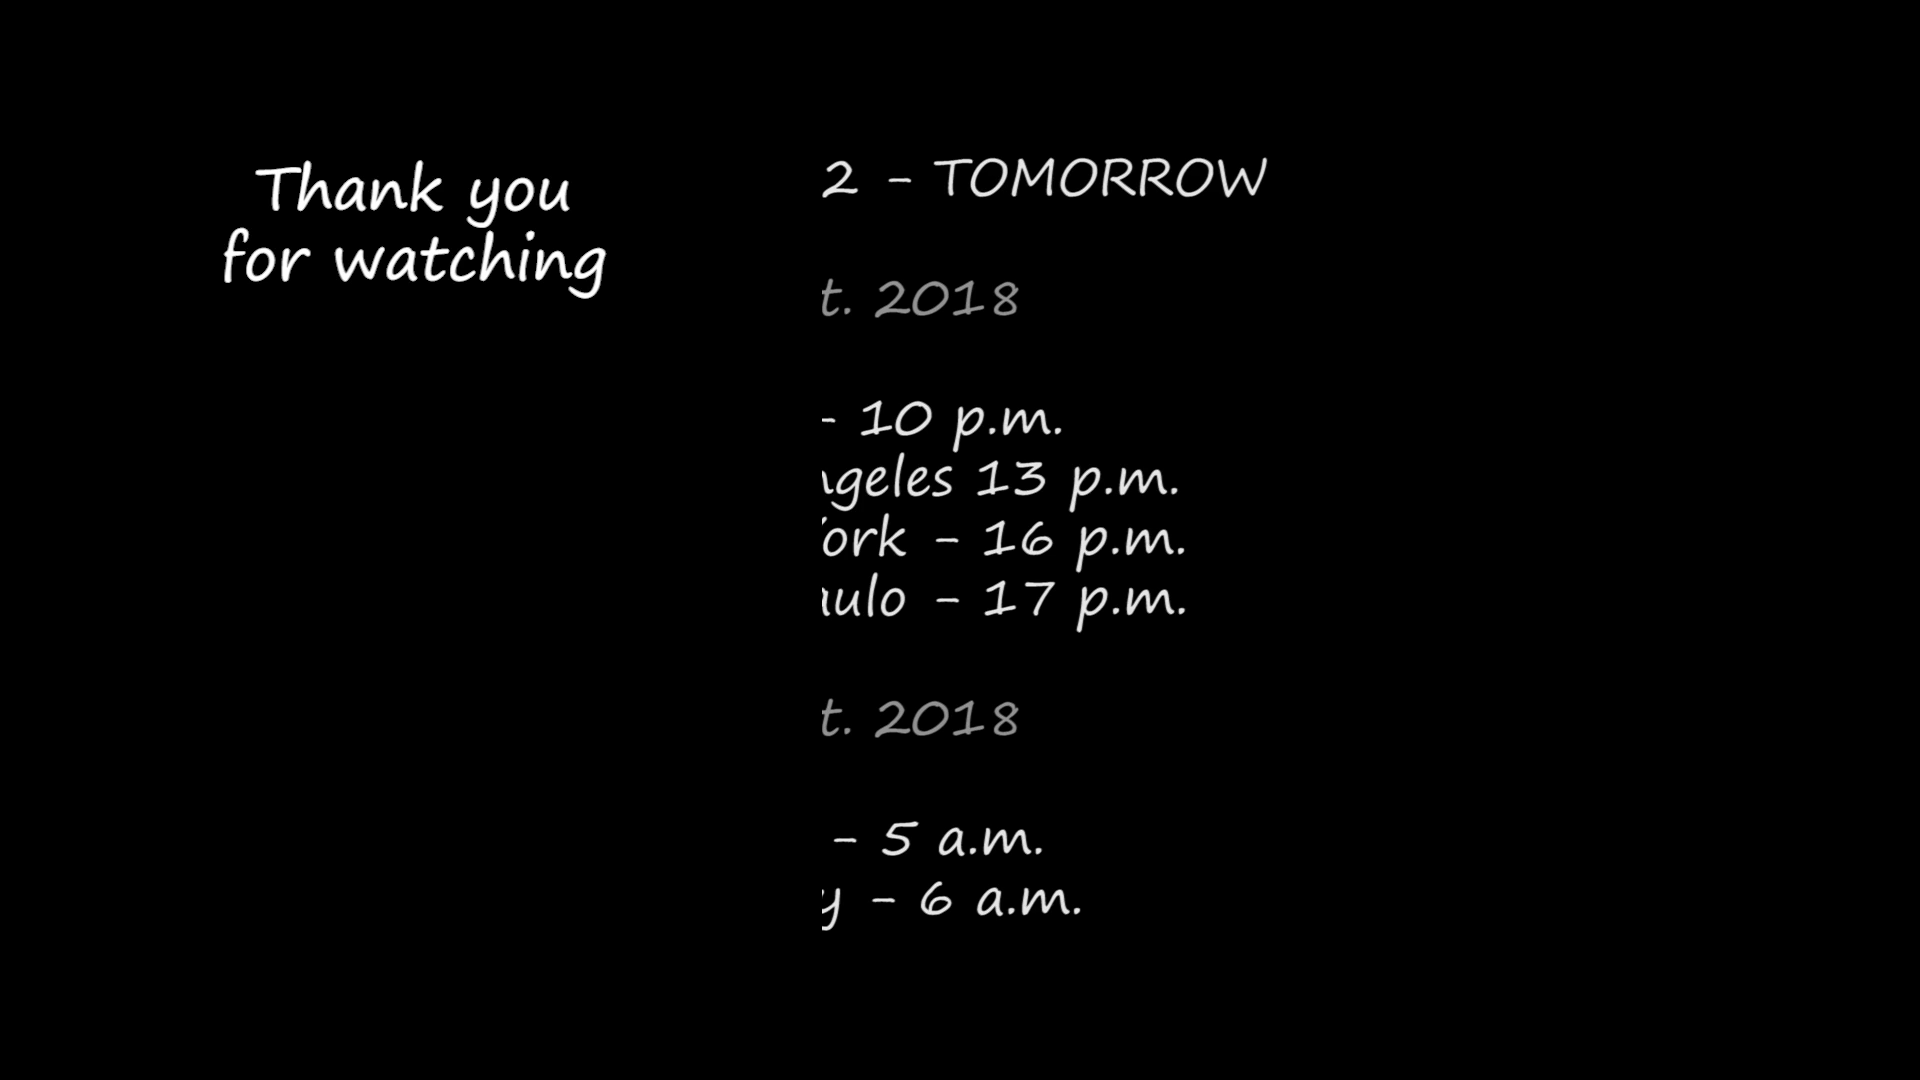 Thank you
for watching
2 - TOMORROW
t. 2018
- 10 p.m.
geles 13 p.m.
ork - 16 p.m.
ulo - 17 p.m.
t. 2018
- 5 a.m.
y - 6 a.m.